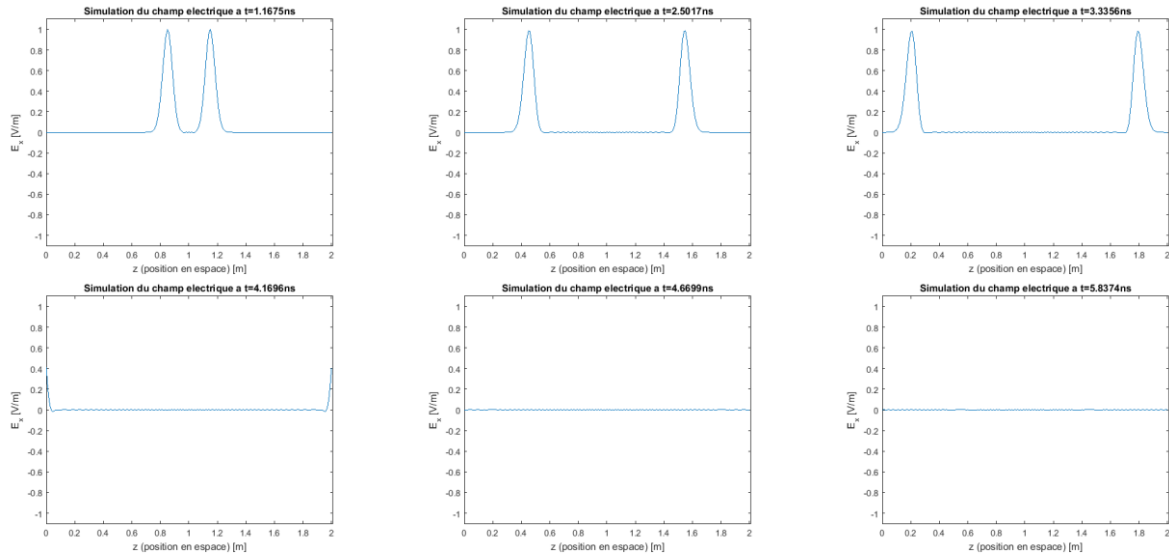 Simulation du champ electrique a t=1.1675ns
1
0.8
0.6
0.4
0.2
0
-0.2
-0.4
-0.6
-0.8
-1
E_x [V/m]
0 0.2 0.4 0.6 0.8 1 1.2 1.4 1.6 1.8 2
z (position en espace) [m]
Simulation du champ electrique a t=2.5017ns
1
0.8
0.6
0.4
0.2
0
-0.2
-0.4
-0.6
-0.8
-1
E_x [V/m]
0 0.2 0.4 0.6 0.8 1 1.2 1.4 1.6 1.8 2
z (position en espace) [m]
Simulation du champ electrique a t=3.3356ns
1
0.8
0.6
0.4
0.2
0
-0.2
-0.4
-0.6
-0.8
-1
E_x [V/m]
0 0.2 0.4 0.6 0.8 1 1.2 1.4 1.6 1.8 2
z (position en espace) [m]
Simulation du champ electrique a t=4.1696ns
1
0.8
0.6
0.4
0.2
0
-0.2
-0.4
-0.6
-0.8
-1
E_x [V/m]
0 0.2 0.4 0.6 0.8 1 1.2 1.4 1.6 1.8 2
z (position en espace) [m]
Simulation du champ electrique a t=4.6699ns
1
0.8
0.6
0.4
0.2
0
-0.2
-0.4
-0.6
-0.8
-1
E_x [V/m]
0 0.2 0.4 0.6 0.8 1 1.2 1.4 1.6 1.8 2
z (position en espace) [m]
Simulation du champ electrique a t=5.8374ns
1
0.8
0.6
0.4
0.2
0
-0.2
-0.4
-0.6
-0.8
-1
E_x [V/m]
0 0.2 0.4 0.6 0.8 1 1.2 1.4 1.6 1.8 2
z (position en espace) [m]